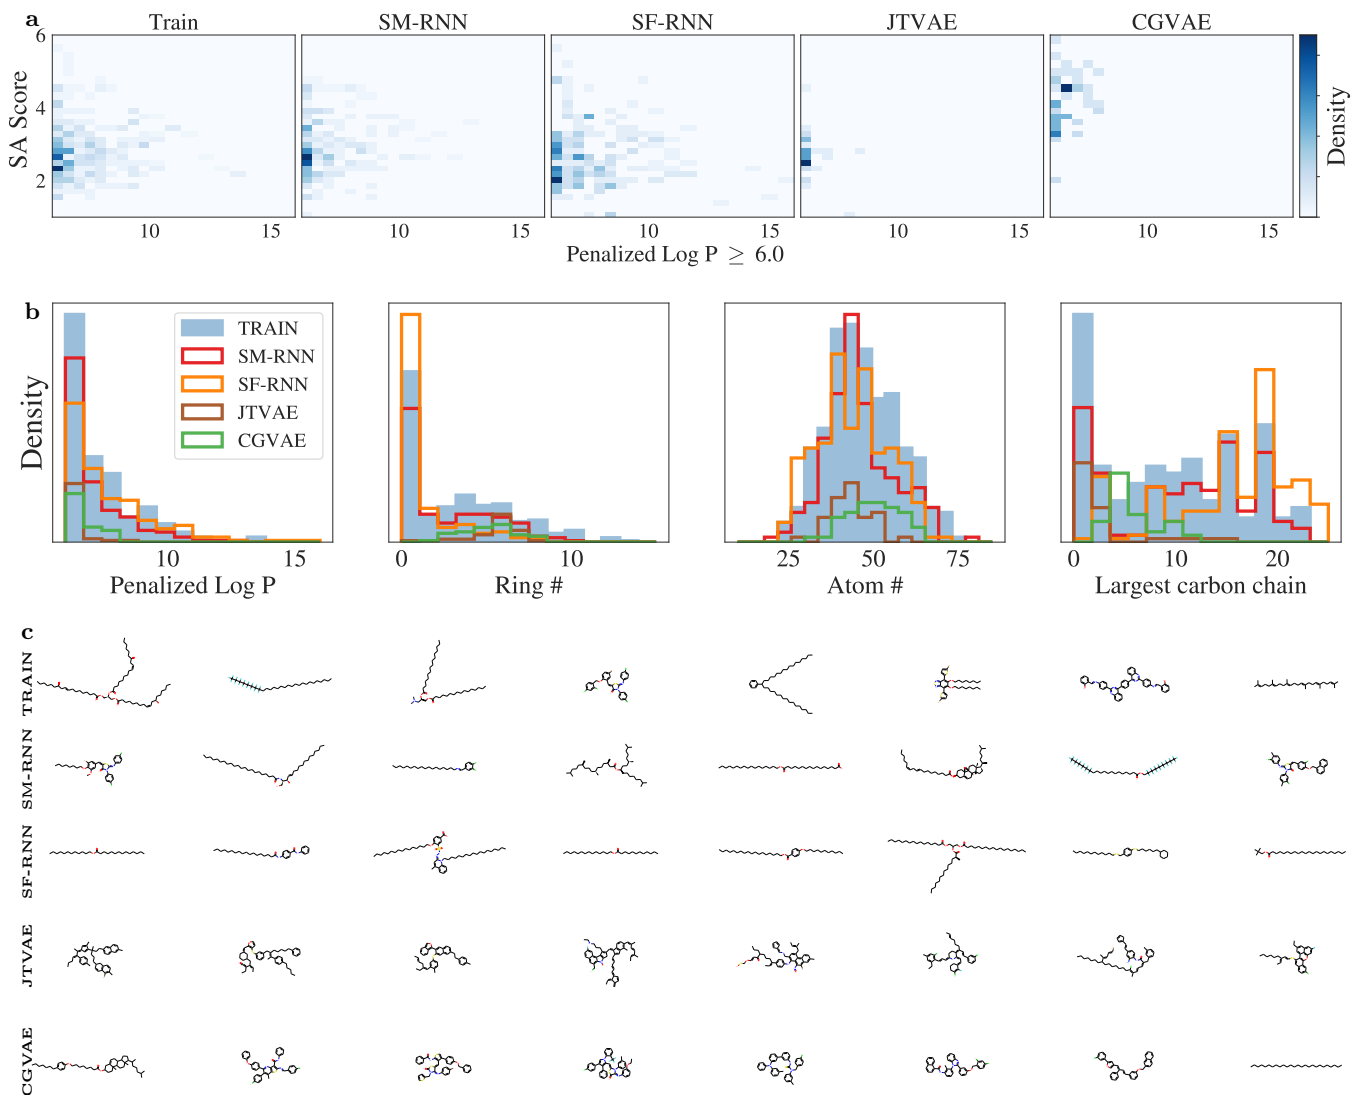 a
Train SM-RNN SF-RNN JTVAE CGVAE
6
4
2
SA Score
10 15 10 15 10 15 10 15 10 15
Penalized Log P ≥ 6.0
Density
b
TRAIN
SM-RNN
SF-RNN
JTVAE
CGVAE
Density
10 15 0 10 25 50 75 0 10 20
Penalized Log P Ring # Atom # Largest carbon chain
c
TRAIN
SM-RNN
SF-RNN
JTVAE
CGVAE